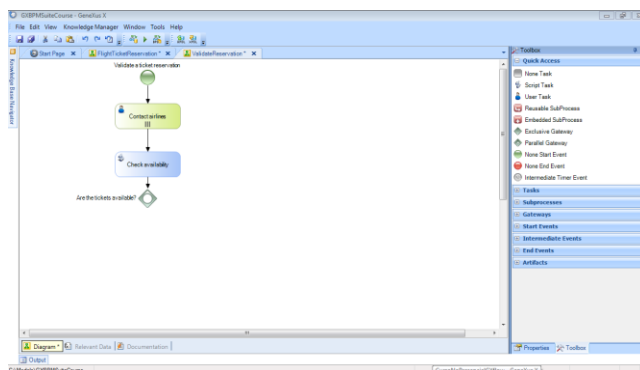 GXBPMSuiteCourse - GeneXus X
File Edit View Knowledge Manager Window Tools Help
Start Page FlightTicketReservation * ValidateReservation *
Knowledge Base Navigator
Validate a ticket reservation
Contact airlines
Check availability
Are the tickets available?
Toolbox
Quick Access
None Task
Script Task
User Task
Reusable SubProcess
Embedded SubProcess
Exclusive Gateway
Parallel Gateway
None Start Event
None End Event
Intermediate Timer Event
Tasks
Subprocesses
Gateways
Start Events
Intermediate Events
End Events
Artifacts
Diagram * Relevant Data Documentation
Properties Toolbox
Output